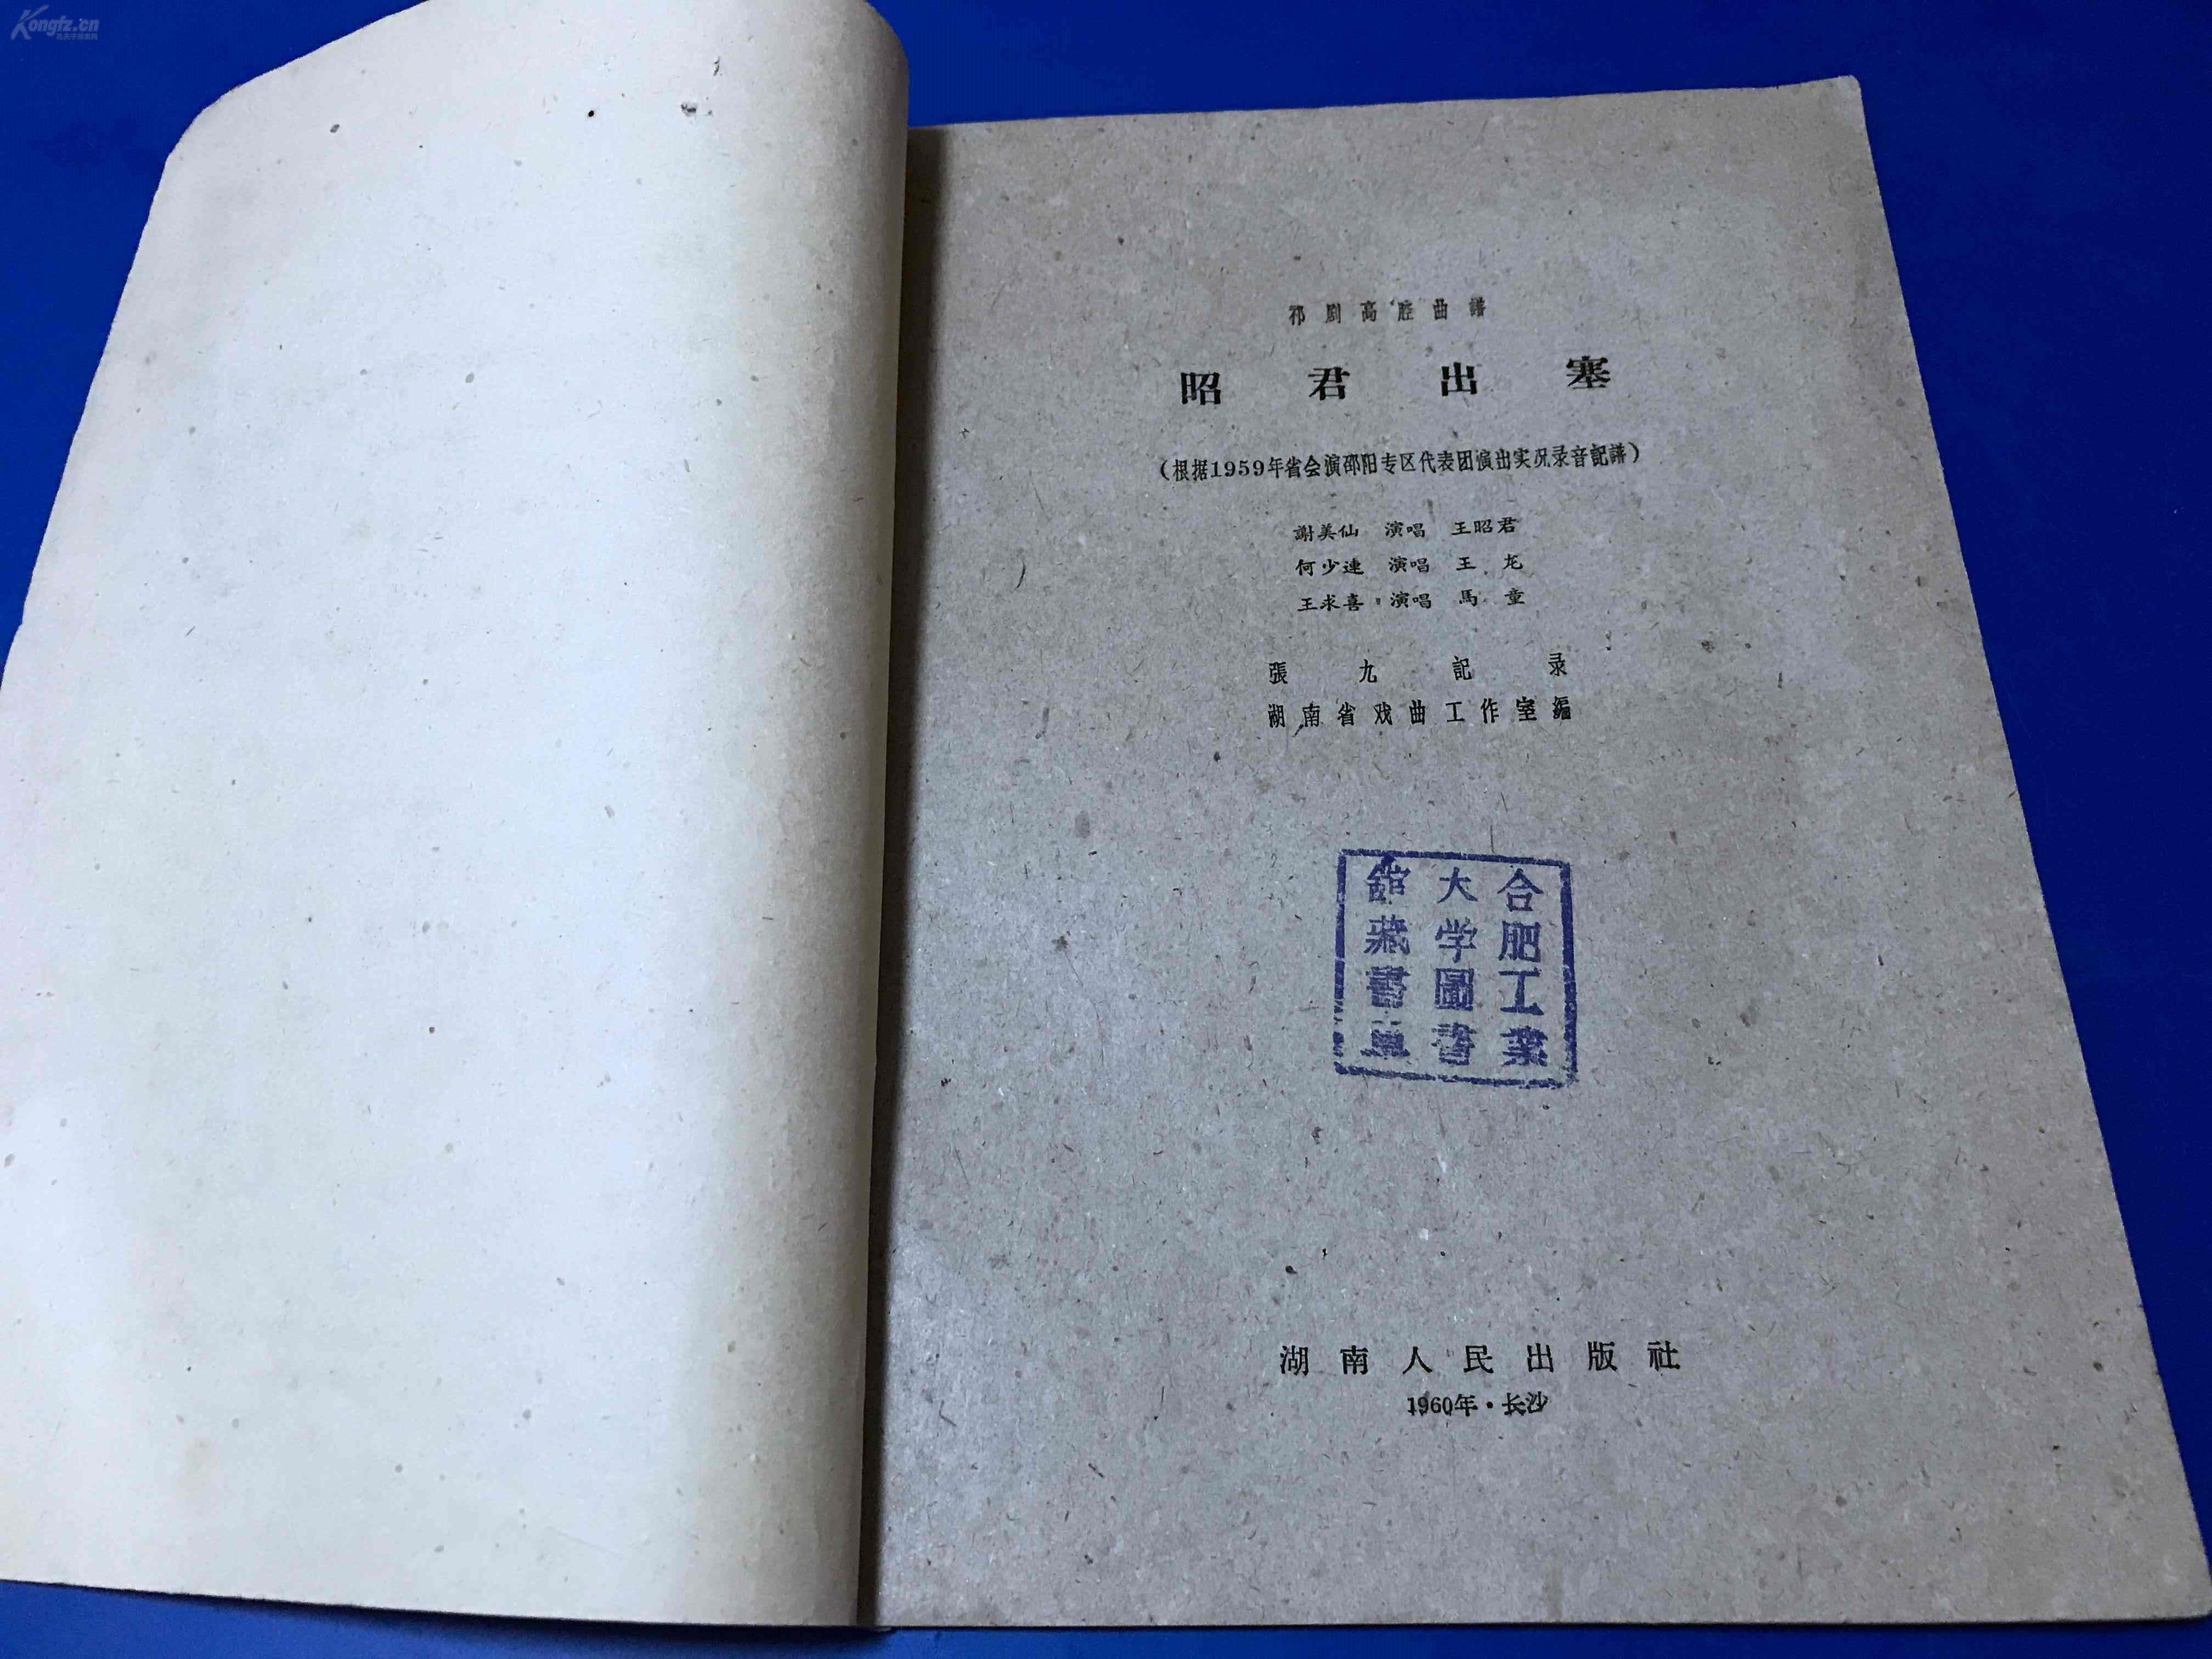 Kongfz.cn
祁剧高腔曲譜
昭君出塞
（根据1959年省会演邵阳专区代表团演出实况录音記譜）
謝美仙 演唱 王昭君
何少連 演唱 王龙
王求喜 演唱 馬童
張九記录
湖南省戏曲工作室編
合肥工業
大学圖書
舘藏書
湖南人民出版社
1960年·长沙